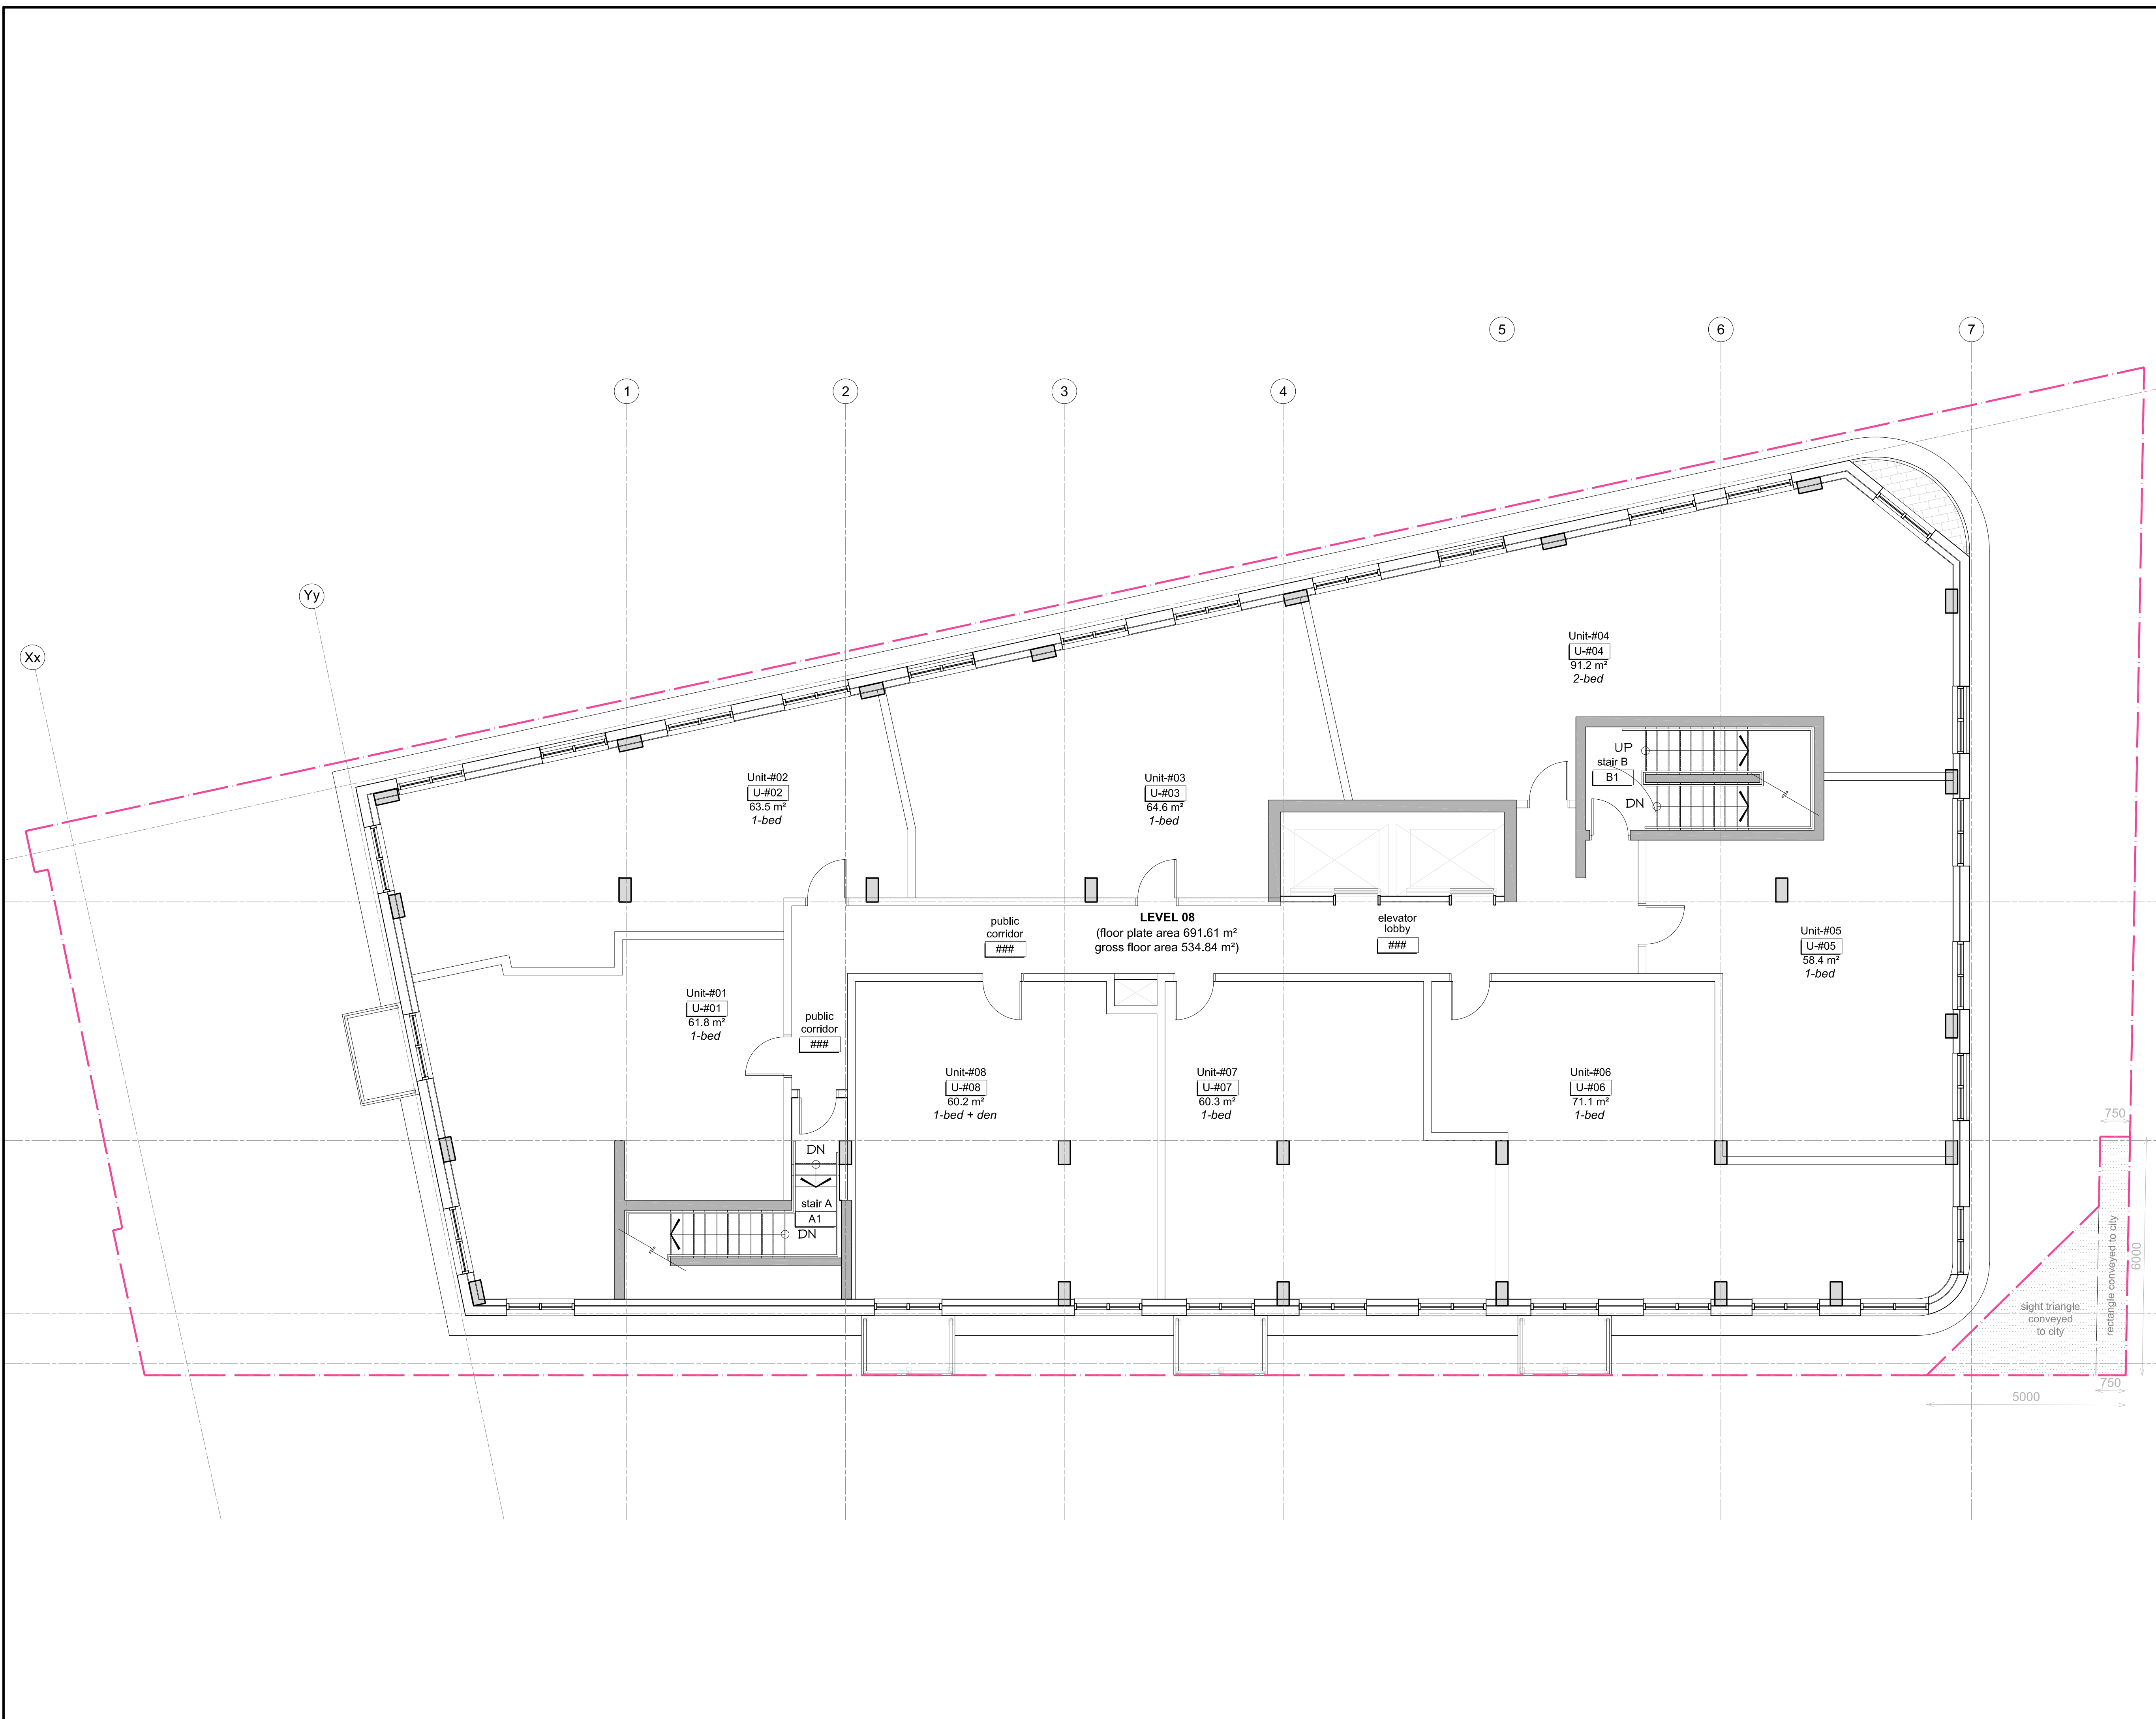 5
6
7
1
2
3
4
Yy
Xx
Unit-#04
U-#04
91.2 m²
2-bed
UP
stair B
B1
DN
Unit-#02
U-#02
63.5 m²
1-bed
Unit-#03
U-#03
64.6 m²
1-bed
public
corridor
###
LEVEL 08
(floor plate area 691.61 m²
gross floor area 534.84 m²)
elevator
lobby
###
Unit-#05
U-#05
58.4 m²
1-bed
Unit-#01
U-#01
61.8 m²
1-bed
public
corridor
###
Unit-#08
U-#08
60.2 m²
1-bed + den
Unit-#07
U-#07
60.3 m²
1-bed
Unit-#06
U-#06
71.1 m²
1-bed
DN
stair A
A1
DN
750
6000
rectangle conveyed to city
sight triangle
conveyed
to city
750
5000